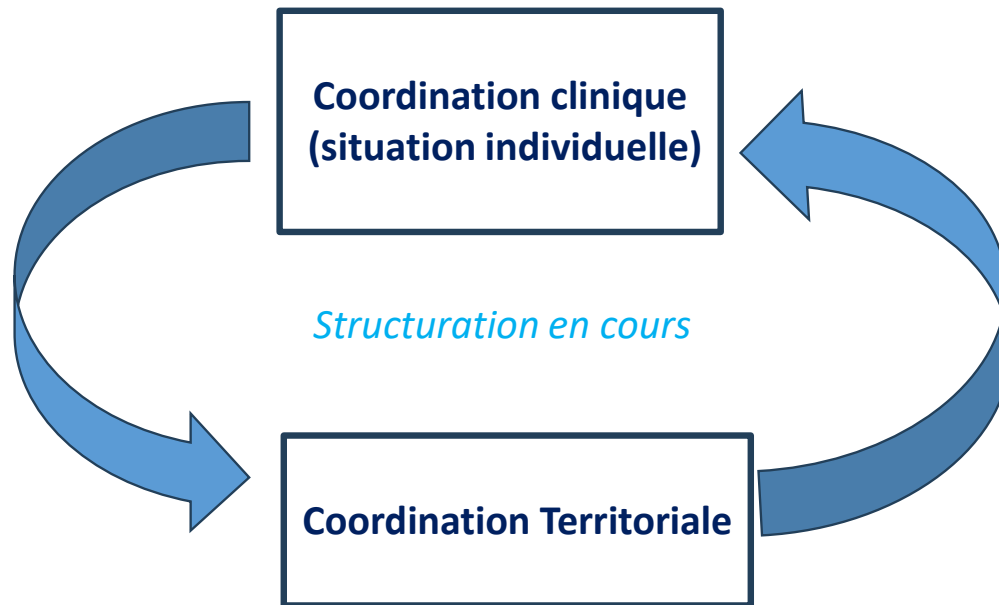 Coordination clinique
(situation individuelle)
Structuration en cours
Coordination Territoriale